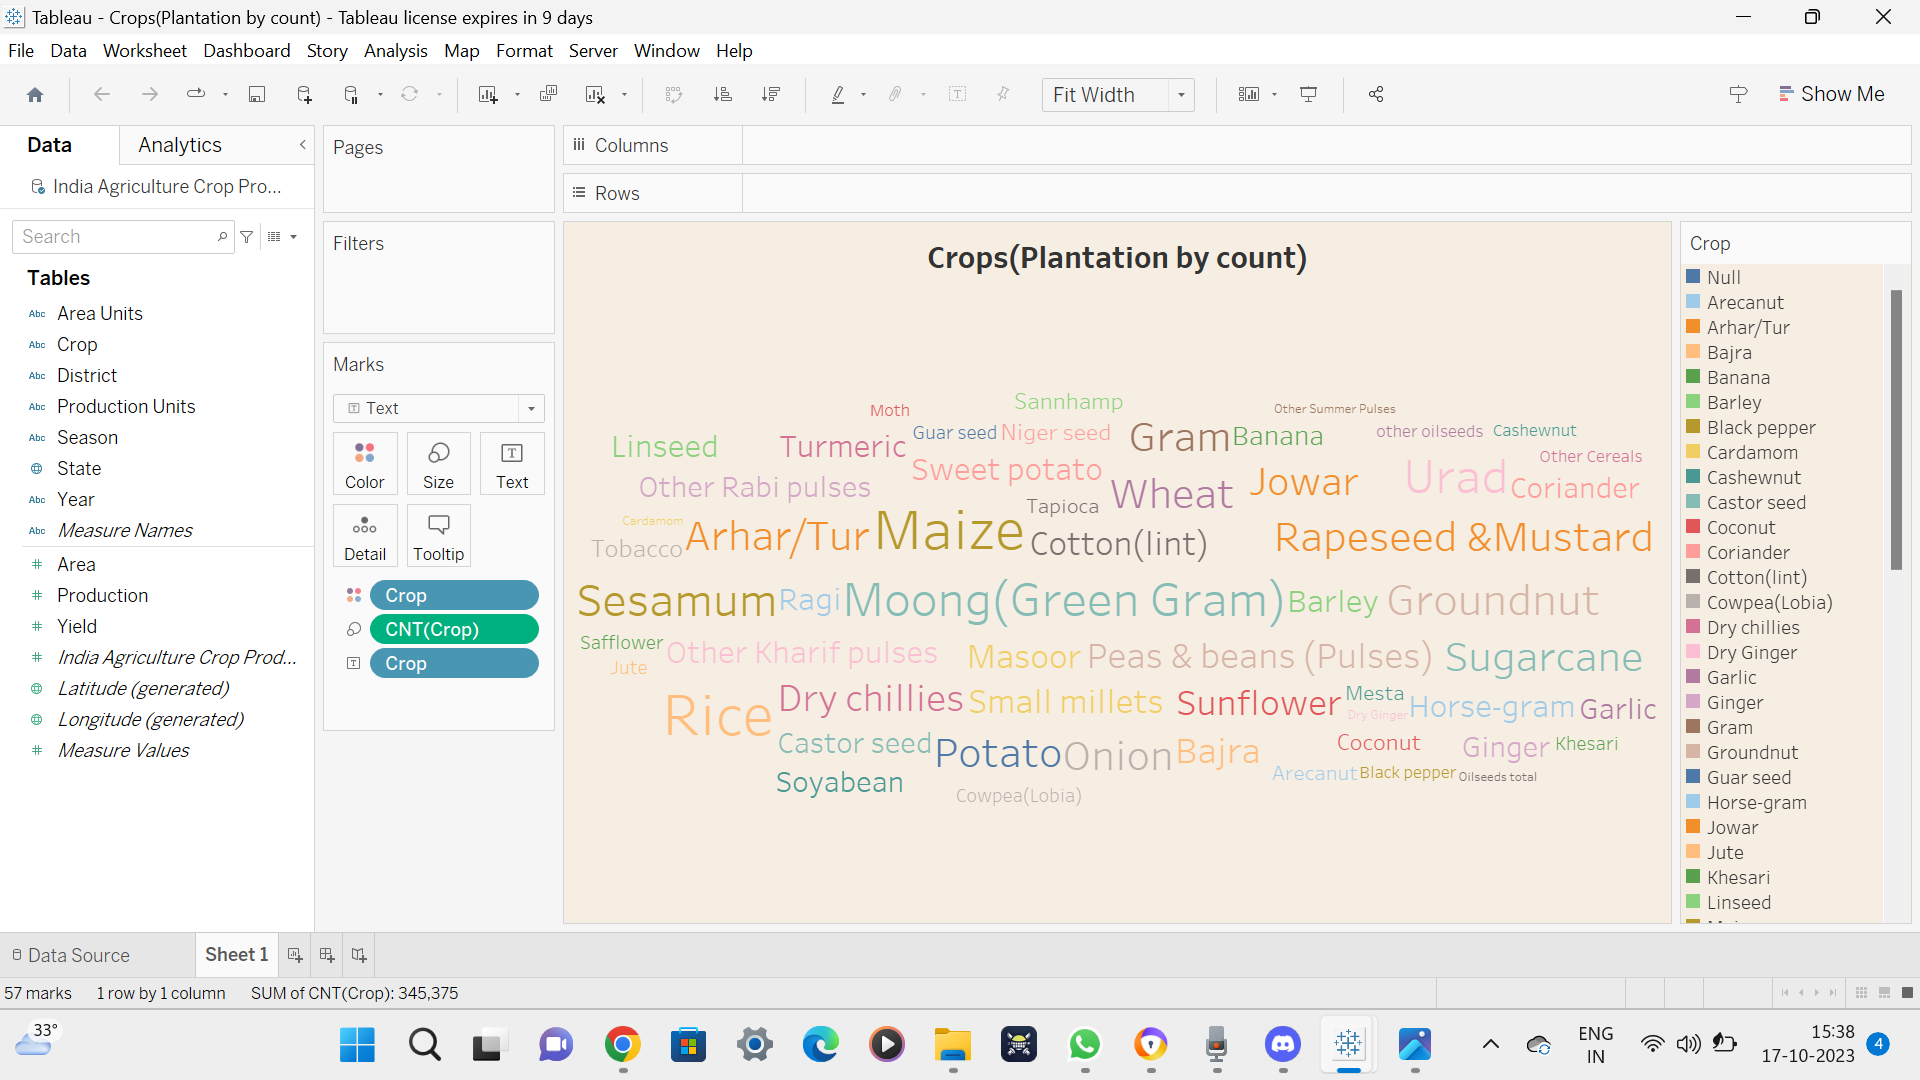 Tableau - Crops(Plantation by count) - Tableau license expires in 9 days
File Data Worksheet Dashboard Story Analysis Map Format Server Window Help
Fit Width
Show Me
Data Analytics
India Agriculture Crop Pro...
Search
Tables
Abc Area Units
Abc Crop
Abc District
Abc Production Units
Abc Season
State
Abc Year
Abc Measure Names
# Area
# Production
# Yield
# India Agriculture Crop Prod...
Latitude (generated)
Longitude (generated)
# Measure Values
Pages
Filters
Marks
Text
Color Size Text
Detail Tooltip
Crop
CNT(Crop)
Crop
Columns
Rows
Crops(Plantation by count)
Sannhamp
Moth Other Summer Pulses
Linseed Turmeric Guar seed Niger seed Gram Banana other oilseeds Cashewnut
Other Cereals
Other Rabi pulses Sweet potato Wheat Jowar Urad Coriander
Tapioca
Cardamom
Tobacco Arhar/Tur Maize Cotton(lint) Rapeseed &Mustard
Sesamum Ragi Moong(Green Gram) Barley Groundnut
Safflower Other Kharif pulses Masoor Peas & beans (Pulses) Sugarcane
Jute
Rice Dry chillies Small millets Sunflower Mesta Horse-gram Garlic
Dry Ginger
Castor seed Potato Onion Bajra Coconut Ginger Khesari
Soyabean Arecanut Black pepper Oilseeds total
Cowpea(Lobia)
Crop
Null
Arecanut
Arhar/Tur
Bajra
Banana
Barley
Black pepper
Cardamom
Cashewnut
Castor seed
Coconut
Coriander
Cotton(lint)
Cowpea(Lobia)
Dry chillies
Dry Ginger
Garlic
Ginger
Gram
Groundnut
Guar seed
Horse-gram
Jowar
Jute
Khesari
Linseed
Data Source Sheet 1
57 marks 1 row by 1 column SUM of CNT(Crop): 345,375
33°
ENG
IN
15:38
17-10-2023
4